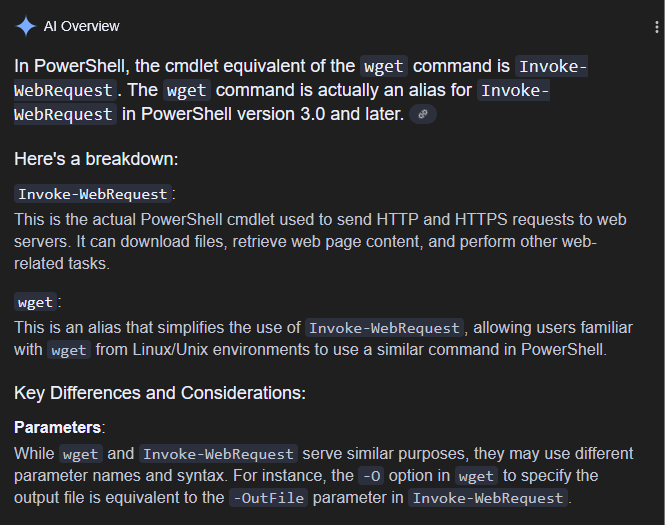 AI Overview
In PowerShell, the cmdlet equivalent of the wget command is Invoke-
WebRequest. The wget command is actually an alias for Invoke-
WebRequest in PowerShell version 3.0 and later.
Here's a breakdown:
Invoke-WebRequest:
This is the actual PowerShell cmdlet used to send HTTP and HTTPS requests to web
servers. It can download files, retrieve web page content, and perform other web-
related tasks.
wget:
This is an alias that simplifies the use of Invoke-WebRequest, allowing users familiar
with wget from Linux/Unix environments to use a similar command in PowerShell.
Key Differences and Considerations:
Parameters:
While wget and Invoke-WebRequest serve similar purposes, they may use different
parameter names and syntax. For instance, the -O option in wget to specify the
output file is equivalent to the -OutFile parameter in Invoke-WebRequest.